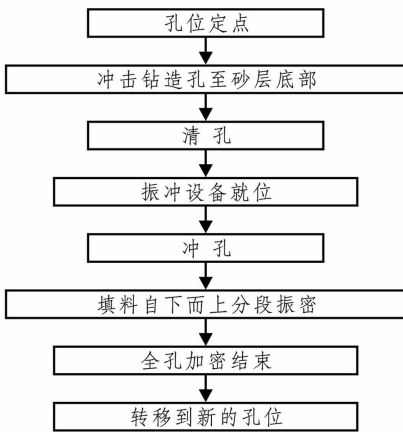 孔位定点
冲击钻造孔至砂层底部
清 孔
振冲设备就位
冲 孔
填料自下而上分段振密
全孔加密结束
转移到新的孔位